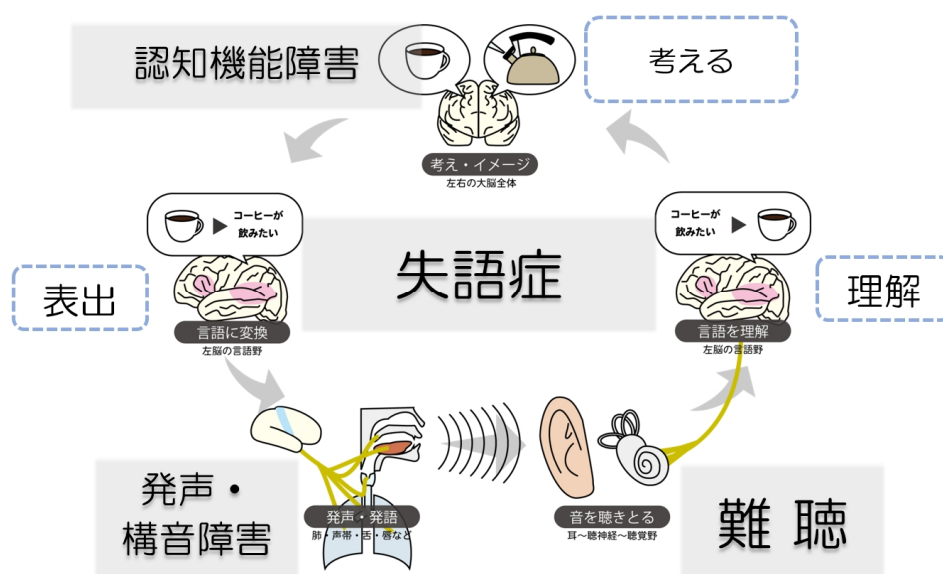 認知機能障害
考える
考え・イメージ
左右の大脳全体
コーヒーが
飲みたい
コーヒーが
飲みたい
失語症
表出
理解
言語に変換
左脳の言語野
言語を理解
左脳の言語野
発声・
構音障害
発声・発語
肺・声帯・舌・唇など
音を聴きとる
耳〜聴神経〜聴覚野
難聴